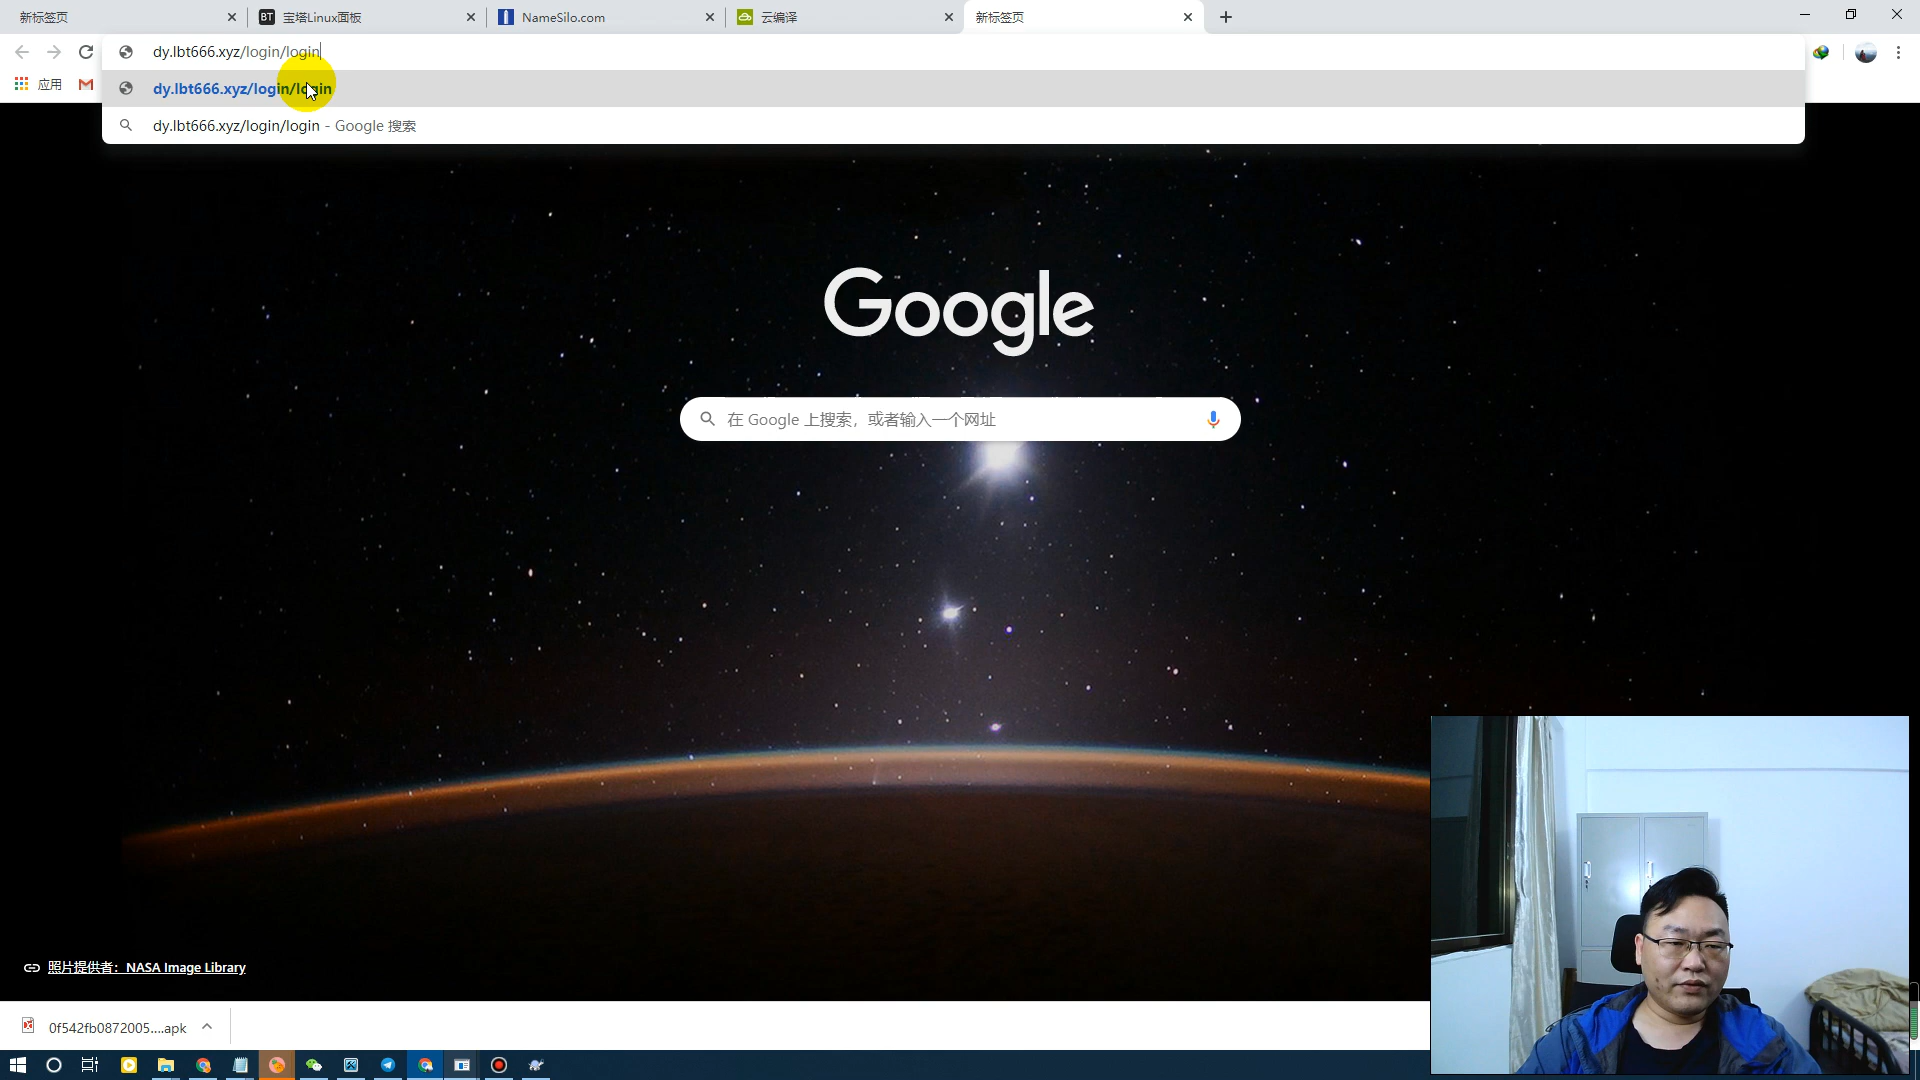 新标签页
BT 宝塔Linux面板
NameSilo.com
云编译
新标签页
dy.lbt666.xyz/login/login
应用
dy.lbt666.xyz/login/login
dy.lbt666.xyz/login/login - Google 搜索
Google
在 Google 上搜索，或者输入一个网址
照片提供者：NASA Image Library
0f542fb0872005....apk